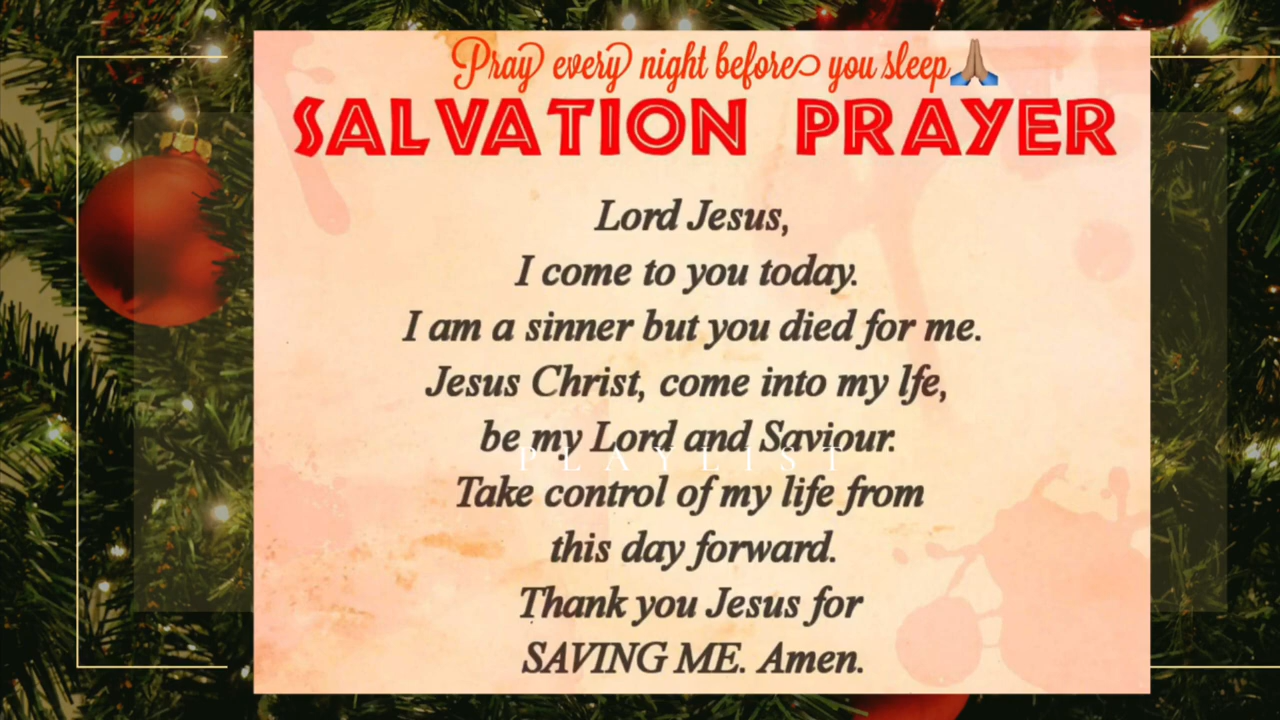 Pray every night before you sleep🙏🏽
SALVATION PRAYER
Lord Jesus,
I come to you today.
I am a sinner but you died for me.
Jesus Christ, come into my lfe,
be my Lord and Saviour.
PLAYLIST
Take control of my life from
this day forward.
Thank you Jesus for
SAVING ME. Amen.